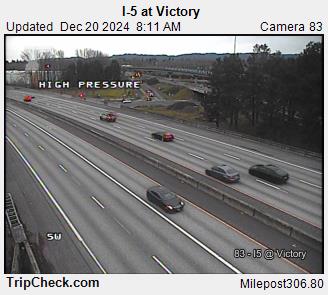 I-5 at Victory
Updated  Dec 20 2024  8:11 AM
Camera 83
HIGH PRESSURE
SW
83 - I5 @ Victory
TripCheck.com
Milepost306.80